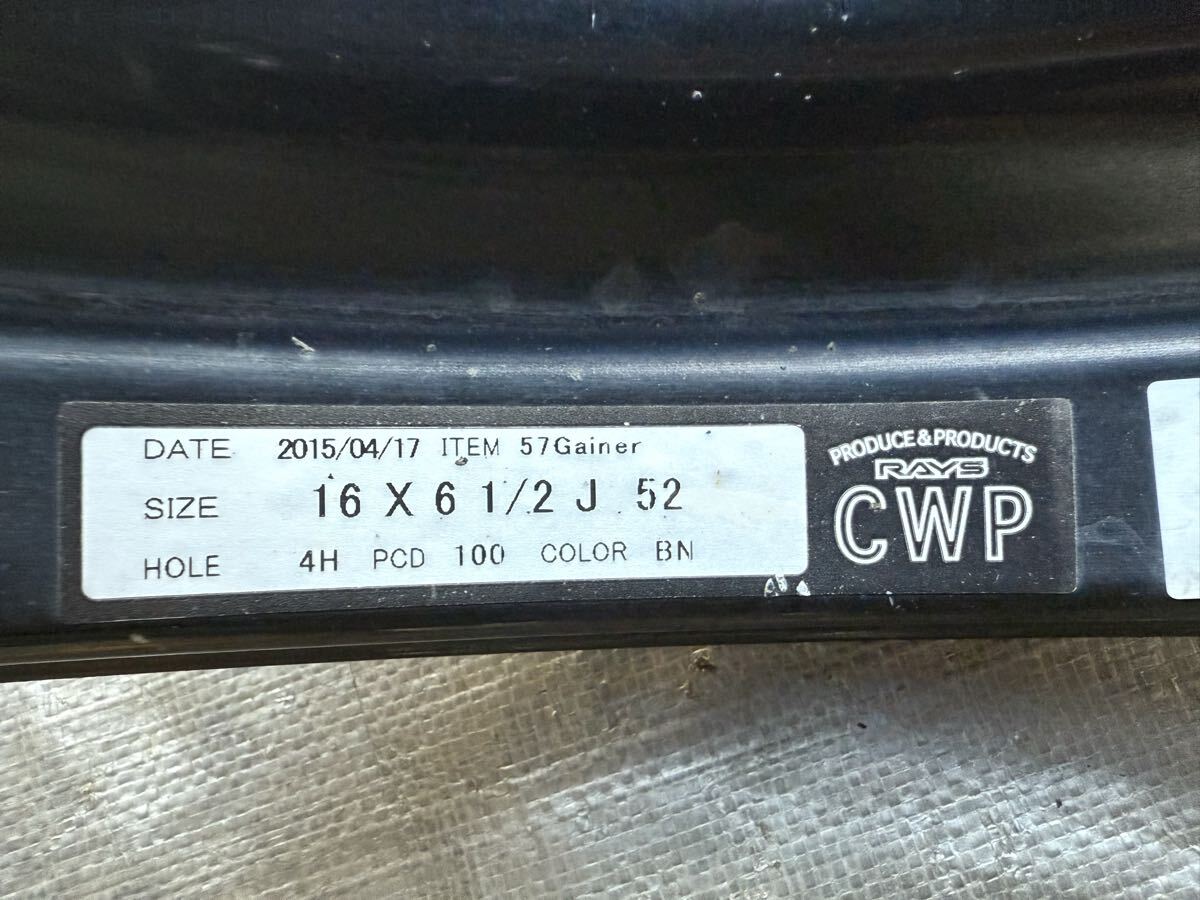 DATE 2015/04/17 ITEM 57Gainer
SIZE 16 X 6 1/2 J 52
HOLE 4H PCD 100 COLOR BN
PRODUCE & PRODUCTS
RAYS
CWP